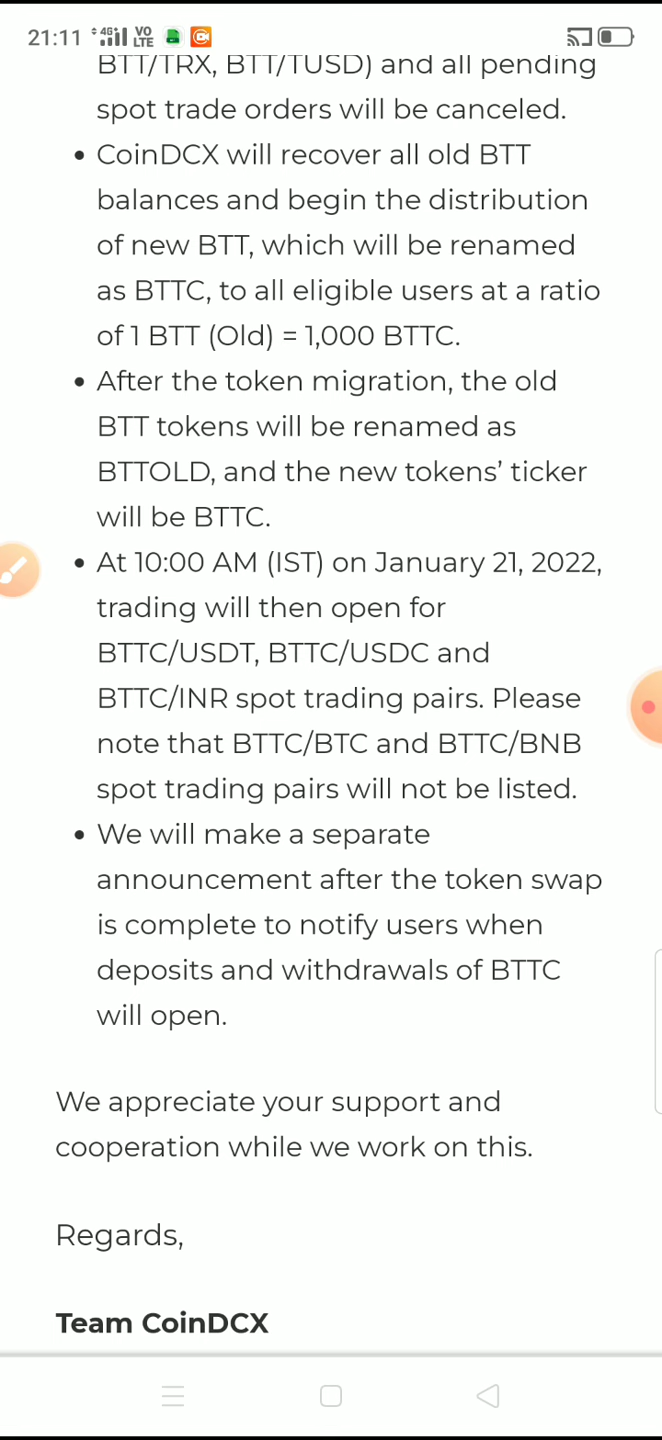 21:11 4G VO LTE
BTT/TRX, BTT/TUSD) and all pending
spot trade orders will be canceled.
• CoinDCX will recover all old BTT
balances and begin the distribution
of new BTT, which will be renamed
as BTTC, to all eligible users at a ratio
of 1 BTT (Old) = 1,000 BTTC.
• After the token migration, the old
BTT tokens will be renamed as
BTTOLD, and the new tokens’ ticker
will be BTTC.
• At 10:00 AM (IST) on January 21, 2022,
trading will then open for
BTTC/USDT, BTTC/USDC and
BTTC/INR spot trading pairs. Please
note that BTTC/BTC and BTTC/BNB
spot trading pairs will not be listed.
• We will make a separate
announcement after the token swap
is complete to notify users when
deposits and withdrawals of BTTC
will open.
We appreciate your support and
cooperation while we work on this.
Regards,
Team CoinDCX